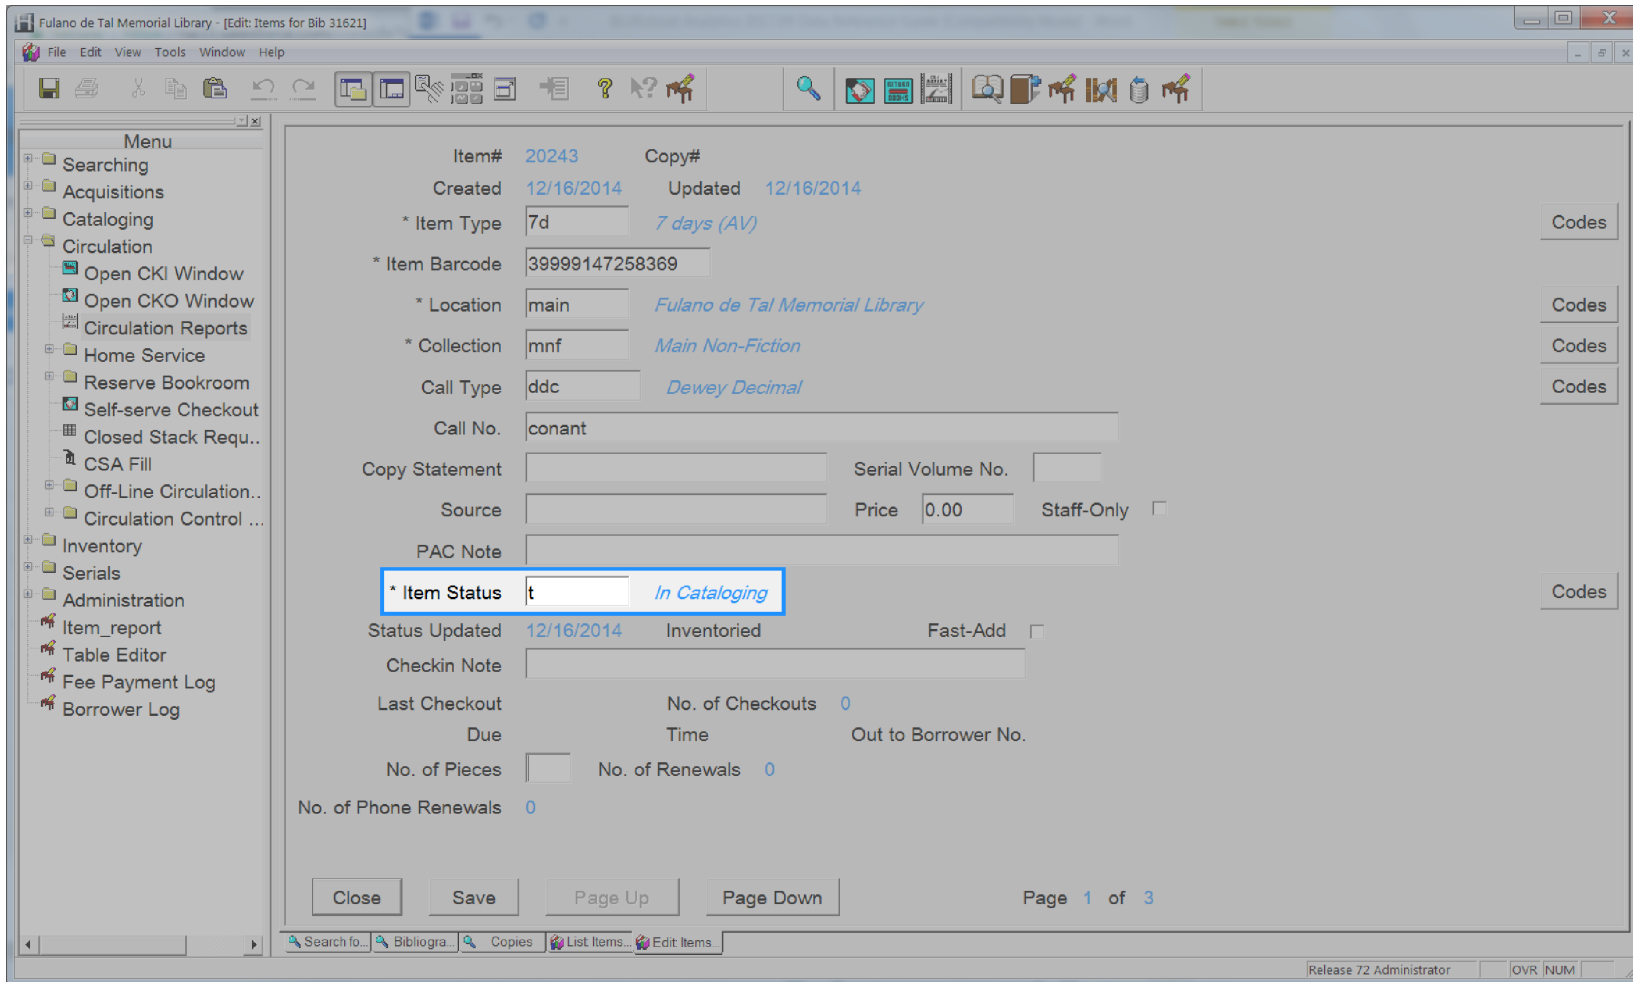 Fulano de Tal Memorial Library - [Edit: Items for Bib 31621]
File Edit View Tools Window Help
Menu
Searching
Acquisitions
Cataloging
Circulation
Open CKI Window
Open CKO Window
Circulation Reports
Home Service
Reserve Bookroom
Self-serve Checkout
Closed Stack Requ..
CSA Fill
Off-Line Circulation..
Circulation Control ...
Inventory
Serials
Administration
Item_report
Table Editor
Fee Payment Log
Borrower Log
Item# 20243 Copy#
Created 12/16/2014 Updated 12/16/2014
* Item Type 7d 7 days (AV) Codes
* Item Barcode 39999147258369
* Location main Fulano de Tal Memorial Library Codes
* Collection mnf Main Non-Fiction Codes
Call Type ddc Dewey Decimal Codes
Call No. conant
Copy Statement Serial Volume No.
Source Price 0.00 Staff-Only
PAC Note
* Item Status t In Cataloging Codes
Status Updated 12/16/2014 Inventoried Fast-Add
Checkin Note
Last Checkout No. of Checkouts 0
Due Time Out to Borrower No.
No. of Pieces No. of Renewals 0
No. of Phone Renewals 0
Close Save Page Up Page Down Page 1 of 3
Search fo... Bibliogra... Copies List Items... Edit Items...
Release 72 Administrator OVR NUM